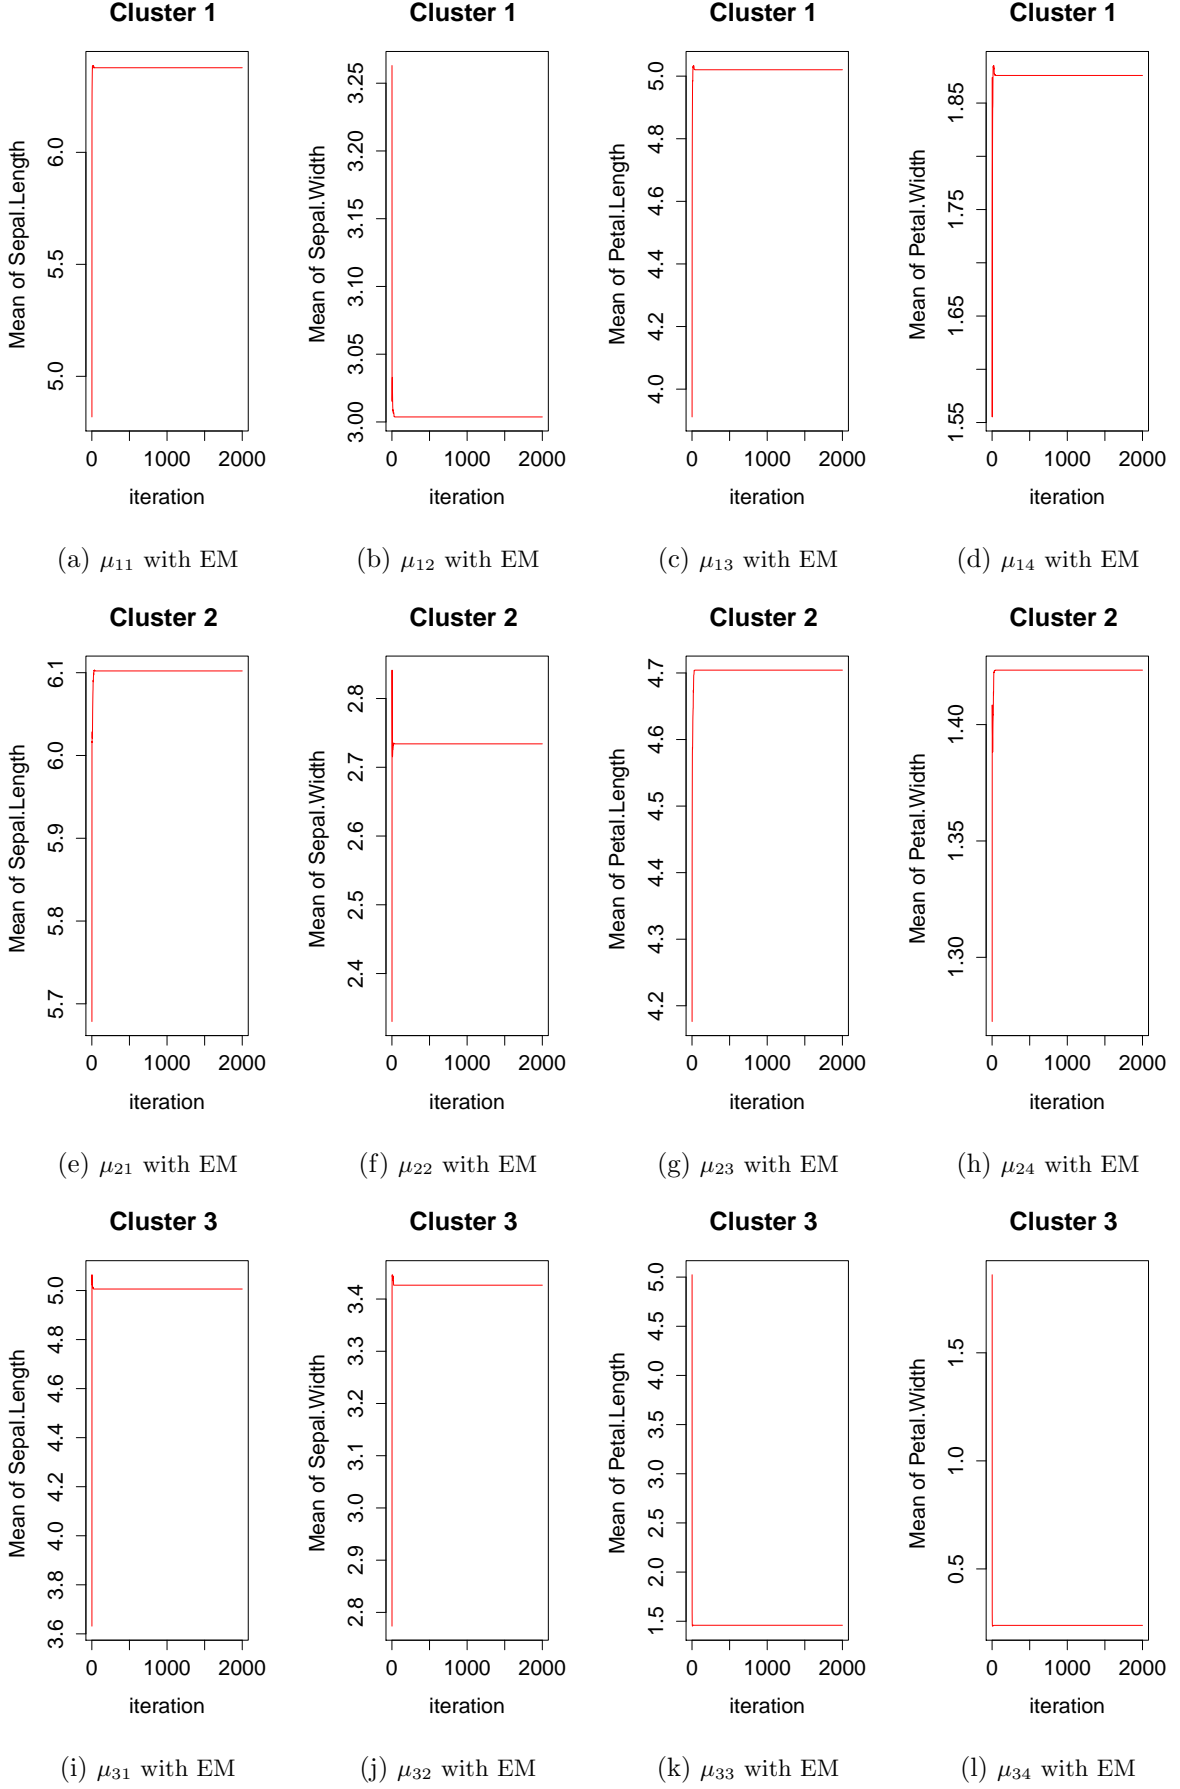 Cluster 1 Cluster 1 Cluster 1 Cluster 1
Mean of Sepal.Length
5.0 5.5 6.0
0 1000 2000
iteration
Mean of Sepal.Width
3.00 3.05 3.10 3.15 3.20 3.25
0 1000 2000
iteration
Mean of Petal.Length
4.0 4.2 4.4 4.6 4.8 5.0
0 1000 2000
iteration
Mean of Petal.Width
1.55 1.65 1.75 1.85
0 1000 2000
iteration
(a) μ11 with EM (b) μ12 with EM (c) μ13 with EM (d) μ14 with EM
Cluster 2 Cluster 2 Cluster 2 Cluster 2
Mean of Sepal.Length
5.7 5.8 5.9 6.0 6.1
0 1000 2000
iteration
Mean of Sepal.Width
2.4 2.5 2.6 2.7 2.8
0 1000 2000
iteration
Mean of Petal.Length
4.2 4.3 4.4 4.5 4.6 4.7
0 1000 2000
iteration
Mean of Petal.Width
1.30 1.35 1.40
0 1000 2000
iteration
(e) μ21 with EM (f) μ22 with EM (g) μ23 with EM (h) μ24 with EM
Cluster 3 Cluster 3 Cluster 3 Cluster 3
Mean of Sepal.Length
3.6 3.8 4.0 4.2 4.4 4.6 4.8 5.0
0 1000 2000
iteration
Mean of Sepal.Width
2.8 2.9 3.0 3.1 3.2 3.3 3.4
0 1000 2000
iteration
Mean of Petal.Length
1.5 2.0 2.5 3.0 3.5 4.0 4.5 5.0
0 1000 2000
iteration
Mean of Petal.Width
0.5 1.0 1.5
0 1000 2000
iteration
(i) μ31 with EM (j) μ32 with EM (k) μ33 with EM (l) μ34 with EM